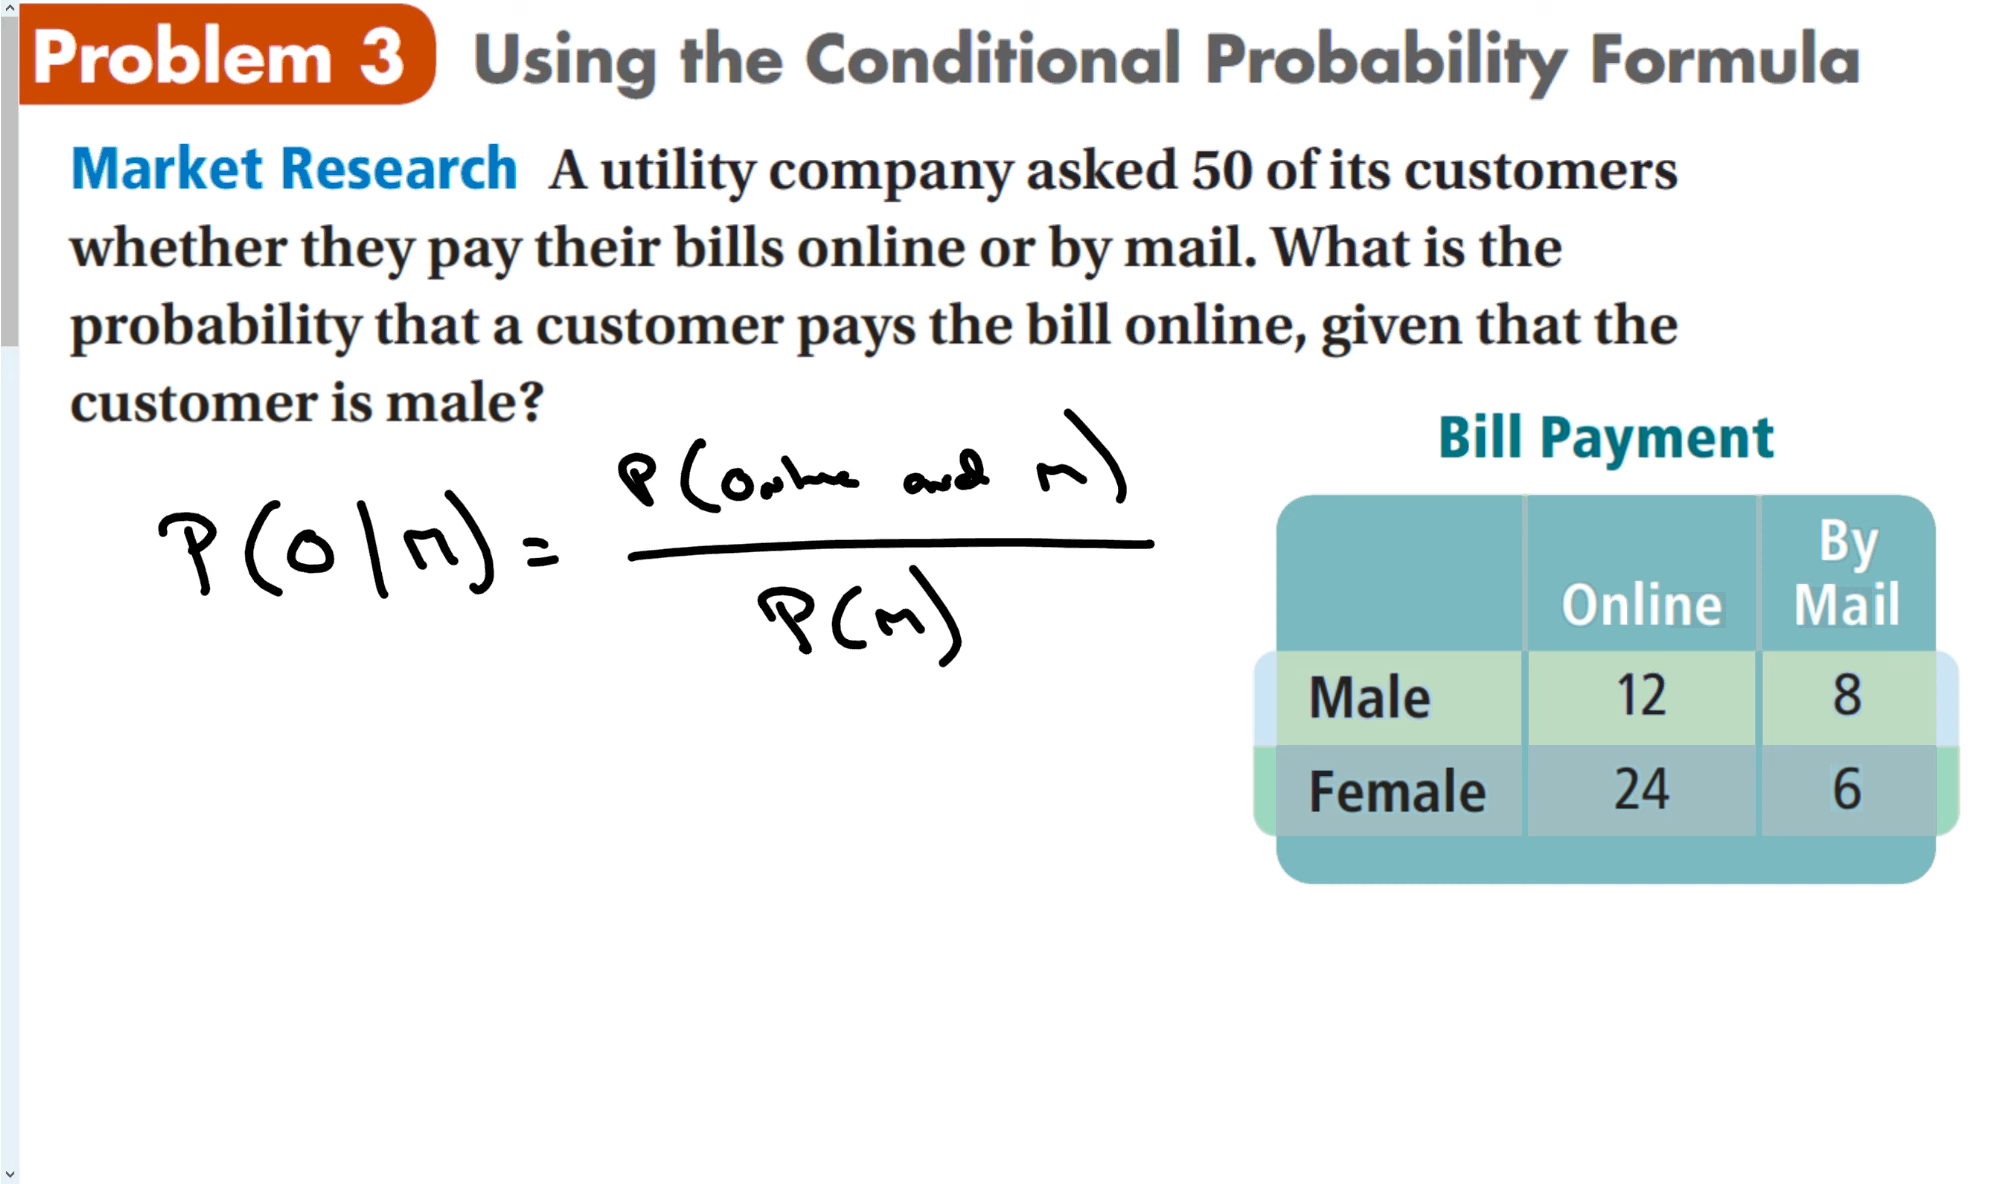 Problem 3 Using the Conditional Probability Formula
Market Research A utility company asked 50 of its customers
whether they pay their bills online or by mail. What is the
probability that a customer pays the bill online, given that the
customer is male?
P(O|M) = P(Online and M)
P(M)
Bill Payment
Online By Mail
Male 12 8
Female 24 6